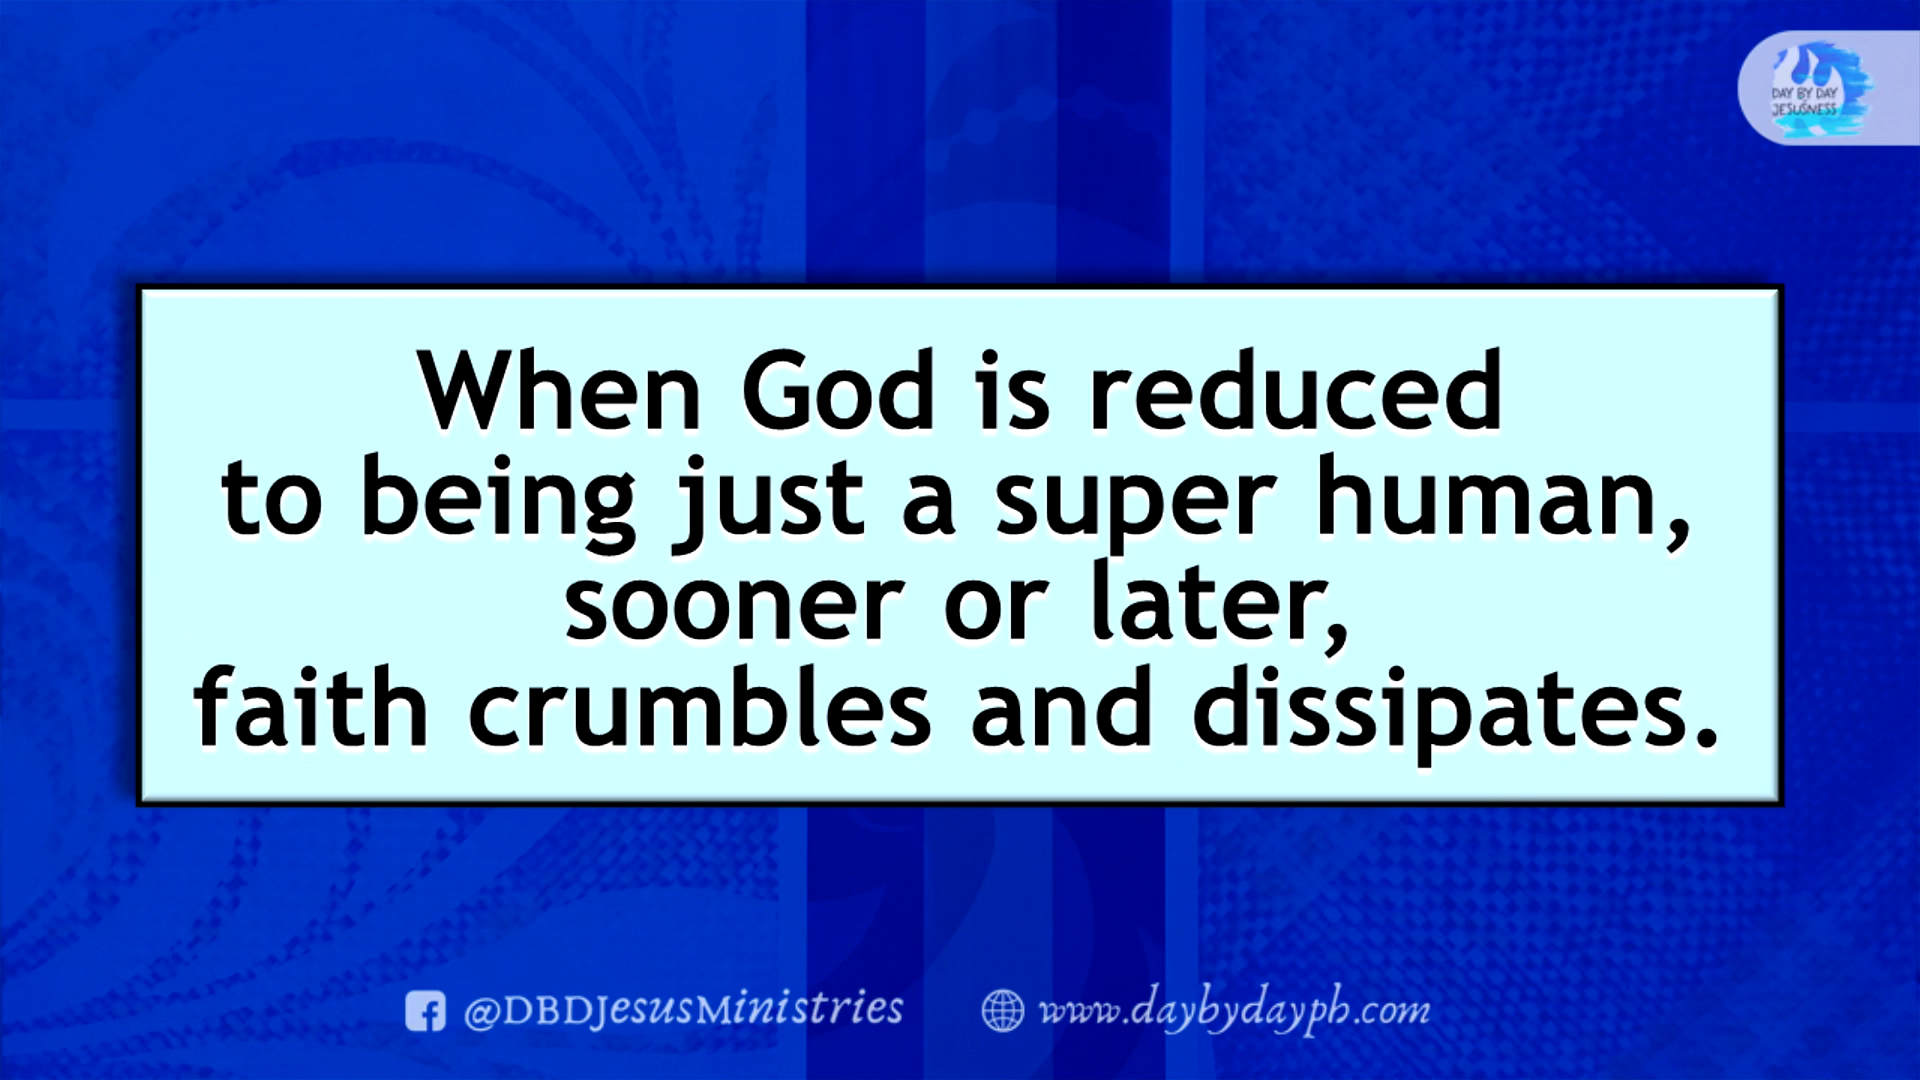 DAY BY DAY
JESUSNESS
When God is reduced
to being just a super human,
sooner or later,
faith crumbles and dissipates.
@DBDJesusMinistries
www.daybydayph.com